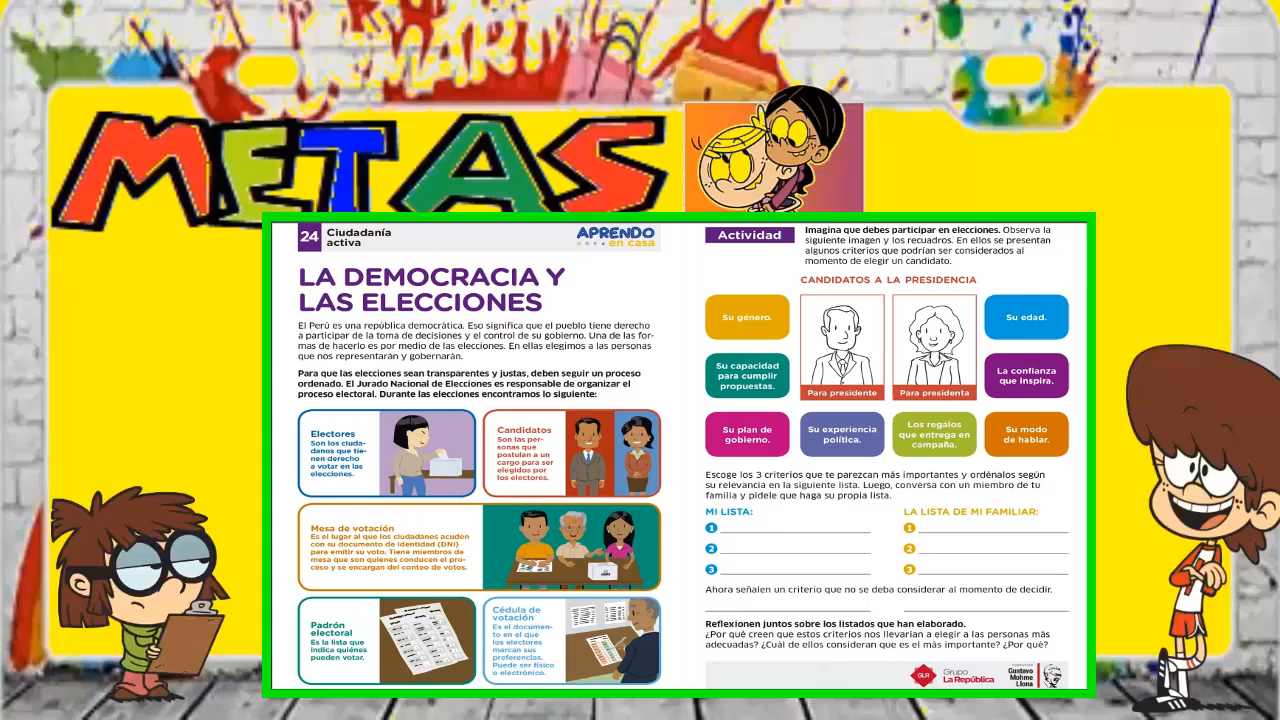 METAS
24
Ciudadanía
activa
APRENDO
en casa
LA DEMOCRACIA Y
LAS ELECCIONES
El Perú es una república democrática. Eso significa que el pueblo tiene derecho
a participar de la toma de decisiones y el control de su gobierno. Una de las for-
mas de hacerlo es por medio de las elecciones. En ellas elegimos a las personas
que nos representarán y gobernarán.
Para que las elecciones sean transparentes y justas, deben seguir un proceso
ordenado. El Jurado Nacional de Elecciones es responsable de organizar el
proceso electoral. Durante las elecciones encontramos lo siguiente:
Electores
Son los ciuda-
danos que tie-
nen derecho
a votar en las
elecciones.
Candidatos
Son las per-
sonas que
postulan a un
cargo para ser
elegidos por
los electores.
Mesa de votación
Es el lugar al que los ciudadanos acuden
con su documento de identidad (DNI)
para emitir su voto. Tiene miembros de
mesa que son quienes conducen el pro-
ceso y se encargan del conteo de votos.
Padrón
electoral
Es la lista que
indica quiénes
pueden votar.
Cédula de
votación
Es el documen-
to en el que
los electores
marcan sus
preferencias.
Puede ser físico
o electrónico.
Actividad
Imagina que debes participar en elecciones. Observa la
siguiente imagen y los recuadros. En ellos se presentan
algunos criterios que podrían ser considerados al
momento de elegir un candidato.
CANDIDATOS A LA PRESIDENCIA
Su género.
Su edad.
Su capacidad
para cumplir
propuestas.
La confianza
que inspira.
Para presidente
Para presidenta
Su plan de
gobierno.
Su experiencia
política.
Los regalos
que entrega en
campaña.
Su modo
de hablar.
Escoge los 3 criterios que te parezcan más importantes y ordénalos según
su relevancia en la siguiente lista. Luego, conversa con un miembro de tu
familia y pídele que haga su propia lista.
MI LISTA:
1
2
3
LA LISTA DE MI FAMILIAR:
1
2
3
Ahora señalen un criterio que no se deba considerar al momento de decidir.
Reflexionen juntos sobre los listados que han elaborado.
¿Por qué creen que estos criterios nos llevarían a elegir a las personas más
adecuadas? ¿Cuál de ellos consideran que es el más importante? ¿Por qué?
GLR
Grupo
La República
Gustavo
Mohme
Llona